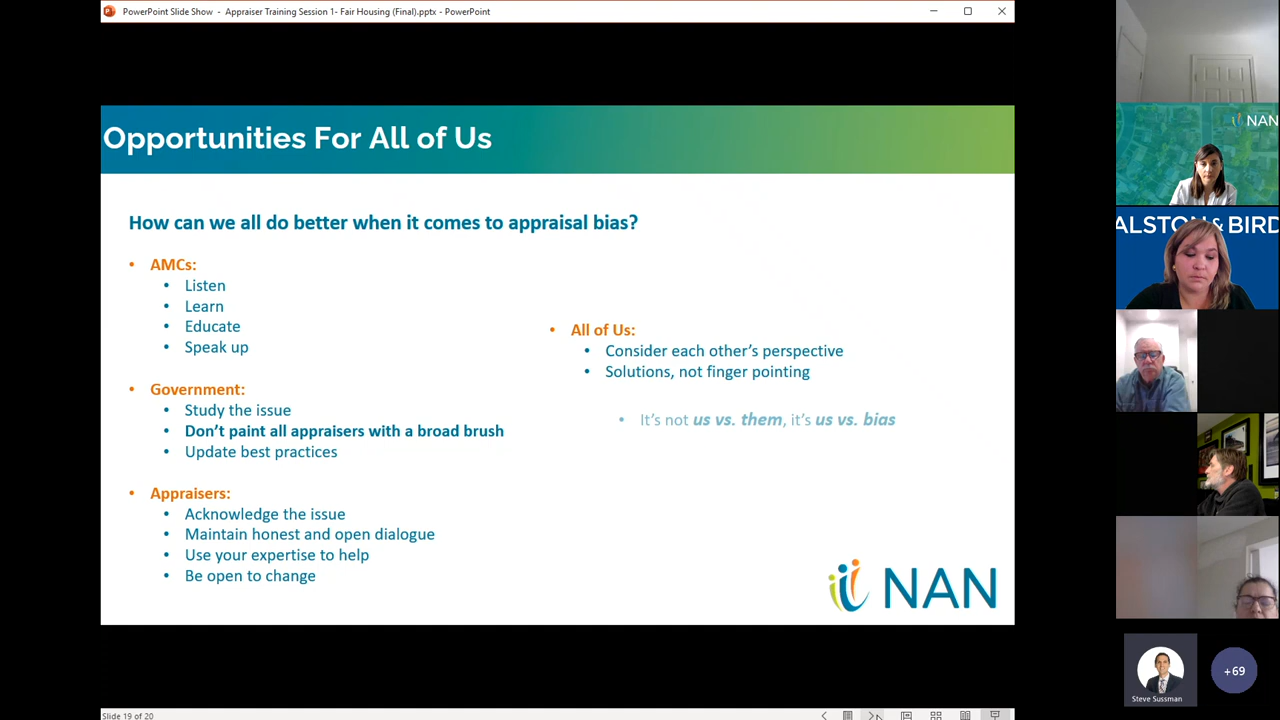 PowerPoint Slide Show - Appraiser Training Session 1- Fair Housing (Final).pptx - PowerPoint
Opportunities For All of Us
How can we all do better when it comes to appraisal bias?
• AMCs:
• Listen
• Learn
• Educate
• Speak up
• Government:
• Study the issue
• Don't paint all appraisers with a broad brush
• Update best practices
• Appraisers:
• Acknowledge the issue
• Maintain honest and open dialogue
• Use your expertise to help
• Be open to change
• All of Us:
• Consider each other's perspective
• Solutions, not finger pointing
• It's not us vs. them, it's us vs. bias
NAN
Slide 19 of 20
NAN
ALSTON & BIRD
Steve Sussman
+69